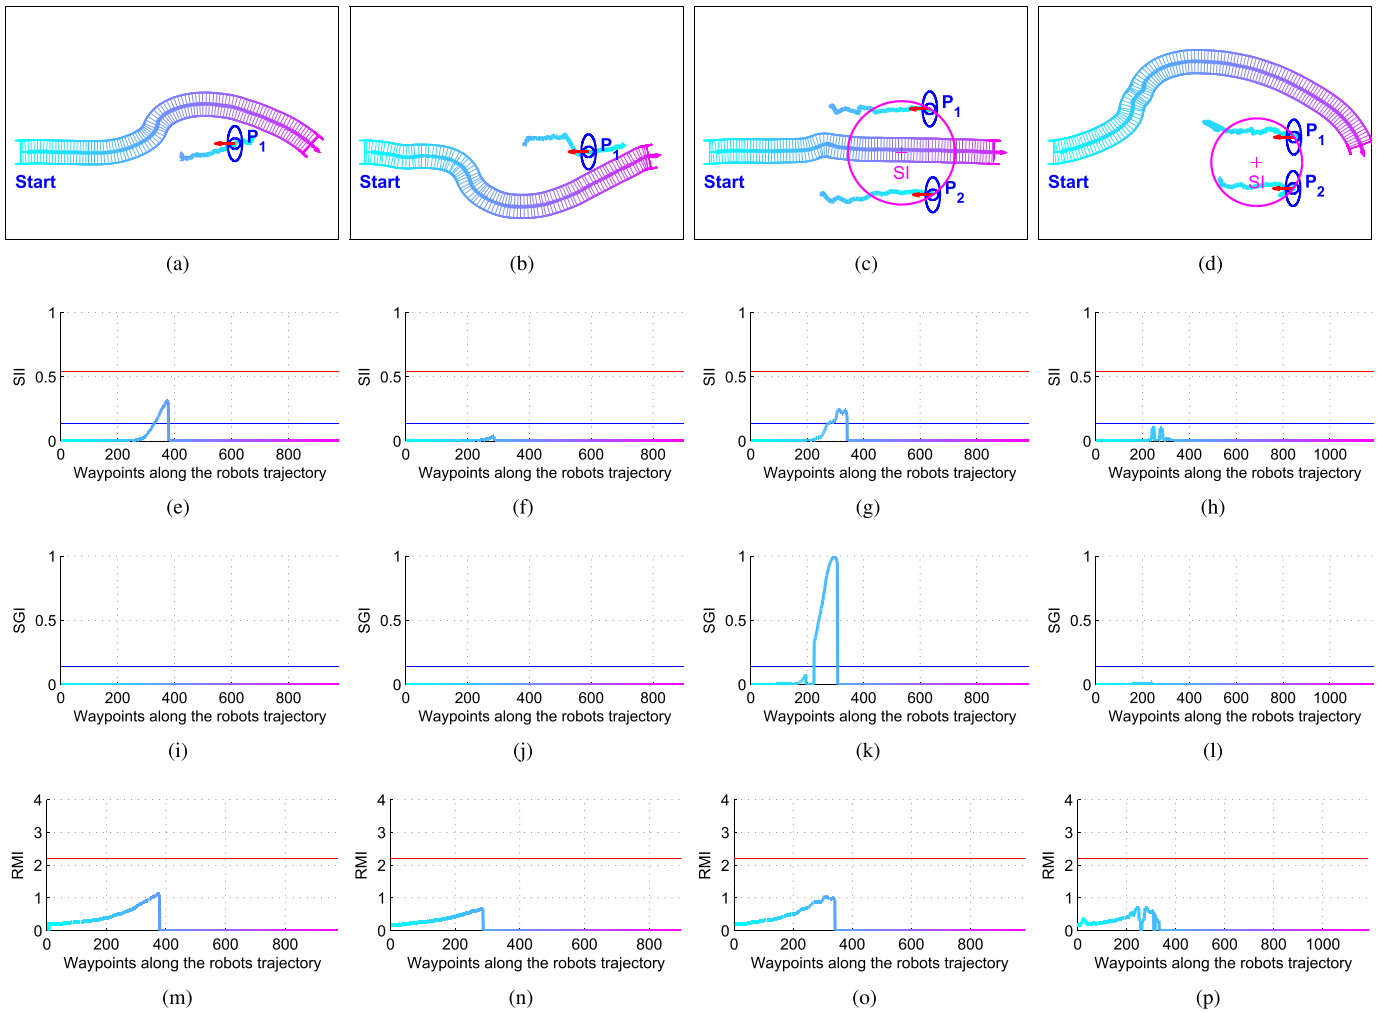 Start P1
Start P1
Start P1 SI P2
Start P1 SI P2
(a) (b) (c) (d)
SII 1 0.5 0 0 200 400 600 800
Waypoints along the robots trajectory
SII 1 0.5 0 0 200 400 600 800
Waypoints along the robots trajectory
SII 1 0.5 0 0 200 400 600 800
Waypoints along the robots trajectory
SII 1 0.5 0 0 200 400 600 800 1000
Waypoints along the robots trajectory
(e) (f) (g) (h)
SGI 1 0.5 0 0 200 400 600 800
Waypoints along the robots trajectory
SGI 1 0.5 0 0 200 400 600 800
Waypoints along the robots trajectory
SGI 1 0.5 0 0 200 400 600 800
Waypoints along the robots trajectory
SGI 1 0.5 0 0 200 400 600 800 1000
Waypoints along the robots trajectory
(i) (j) (k) (l)
RMI 4 3 2 1 0 0 200 400 600 800
Waypoints along the robots trajectory
RMI 4 3 2 1 0 0 200 400 600 800
Waypoints along the robots trajectory
RMI 4 3 2 1 0 0 200 400 600 800
Waypoints along the robots trajectory
RMI 4 3 2 1 0 0 200 400 600 800 1000
Waypoints along the robots trajectory
(m) (n) (o) (p)